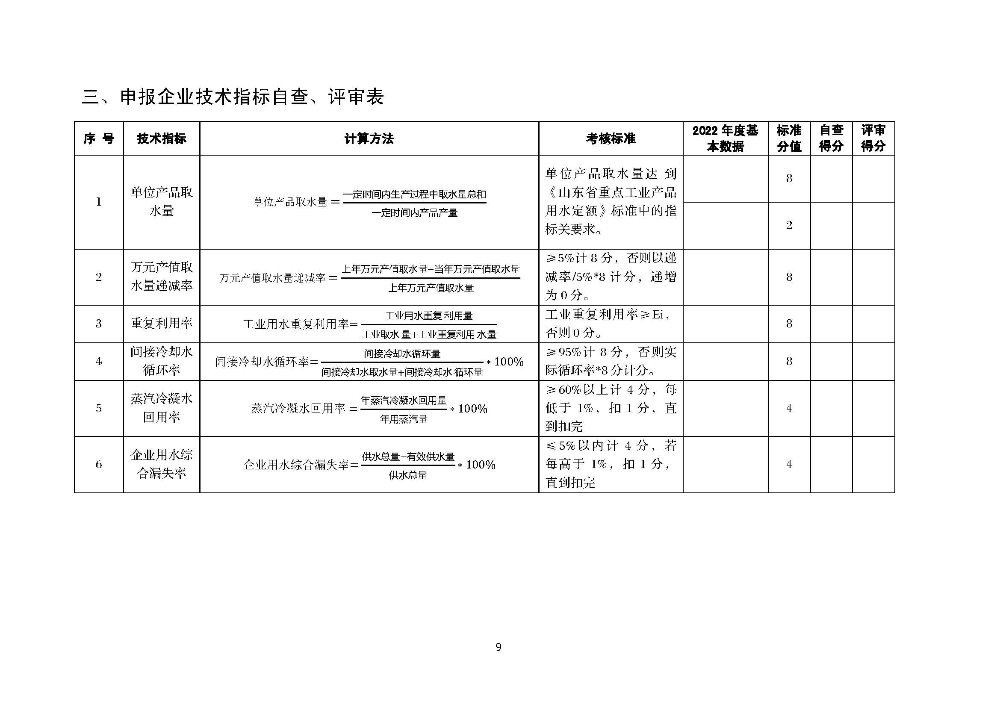 三、申报企业技术指标自查、评审表
序 号
技术指标
计算方法
考核标准
2022 年度基
本数据
标准
分值
自查
得分
评审
得分
1
单位产品取
水量
单位产品取水量 =
一定时间内生产过程中取水量总和
一定时间内产品产量
单位产品取水量达 到
《山东省重点工业产品
用水定额》标准中的指
标关要求。
8
2
2
万元产值取
水量递减率
万元产值取水量递减率 =
上年万元产值取水量−当年万元产值取水量
上年万元产值取水量
≥5%计 8 分，否则以递
减率/5%*8 计分，递增
为 0 分。
8
3
重复利用率
工业用水重复利用率=
工业用水重复 利用量
工业取水 量+工业重复利用 水量
工业重复利用率≥Ei，
否则 0 分。
8
4
间接冷却水
循环率
间接冷却水循环率=
间接冷却水循环量
间接冷却水取水量+间接冷却水 循环量
* 100%
≥95%计 8 分，否则实
际循环率*8 分计分。
8
5
蒸汽冷凝水
回用率
蒸汽冷凝水回用率 =
年蒸汽冷凝水回用量
年用蒸汽量
* 100%
≥60%以上计 4 分，每
低于 1%，扣 1 分，直
到扣完
4
6
企业用水综
合漏失率
企业用水综合漏失率=
供水总量−有效供水量
供水总量
* 100%
≤5%以内计 4 分，若
每高于 1%，扣 1 分，
直到扣完
4
9